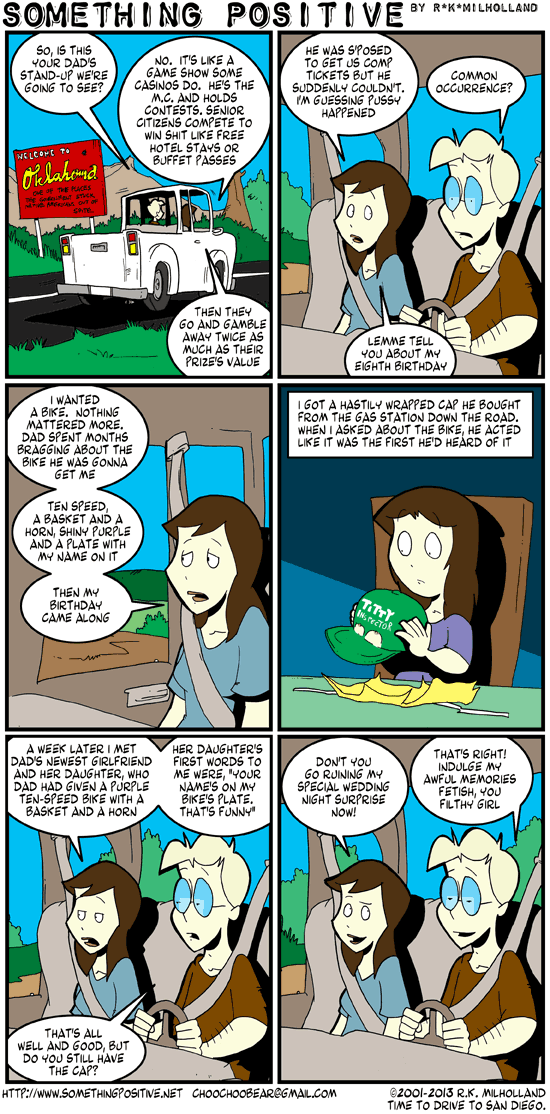 SOMETHING POSITIVE BY R*K*MILHOLLAND
SO, IS THIS
YOUR DAD'S
STAND-UP WE'RE
GOING TO SEE?
NO. IT'S LIKE A
GAME SHOW SOME
CASINOS DO. HE'S THE
M.C. AND HOLDS
CONTESTS. SENIOR
CITIZENS COMPETE TO
WIN SHIT LIKE FREE
HOTEL STAYS OR
BUFFET PASSES
WELCOME TO
Oklahoma
ONE OF THE PLACES
THEN THEY
GO AND GAMBLE
AWAY TWICE AS
MUCH AS THEIR
PRIZE'S VALUE
HE WAS S'POSED
TO GET US COMP
TICKETS BUT HE
SUDDENLY COULDN'T.
I'M GUESSING PUSSY
HAPPENED
COMMON
OCCURRENCE?
LEMME TELL
YOU ABOUT MY
EIGHTH BIRTHDAY
I WANTED
A BIKE. NOTHING
MATTERED MORE.
DAD SPENT MONTHS
BRAGGING ABOUT THE
BIKE HE WAS GONNA
GET ME
TEN SPEED,
A BASKET AND A
HORN, SHINY PURPLE
AND A PLATE WITH
MY NAME ON IT
THEN MY
BIRTHDAY
CAME ALONG
I GOT A HASTILY WRAPPED CAP HE BOUGHT
FROM THE GAS STATION DOWN THE ROAD.
WHEN I ASKED ABOUT THE BIKE, HE ACTED
LIKE IT WAS THE FIRST HE'D HEARD OF IT
TITTY
INSPECTOR
A WEEK LATER I MET
DAD'S NEWEST GIRLFRIEND
AND HER DAUGHTER, WHO
DAD HAD GIVEN A PURPLE
TEN-SPEED BIKE WITH A
BASKET AND A HORN
HER DAUGHTER'S
FIRST WORDS TO
ME WERE, "YOUR
NAME'S ON MY
BIKE'S PLATE.
THAT'S FUNNY"
THAT'S ALL
WELL AND GOOD, BUT
DO YOU STILL HAVE
THE CAP?
DON'T YOU
GO RUINING MY
SPECIAL WEDDING
NIGHT SURPRISE
NOW!
THAT'S RIGHT!
INDULGE MY
AWFUL MEMORIES
FETISH, YOU
FILTHY GIRL
HTTP://WWW.SOMETHINGPOSITIVE.NET CHOOCHOOBEAR@GMAIL.COM
©2001-2013 R.K. MILHOLLAND
TIME TO DRIVE TO SAN DIEGO.